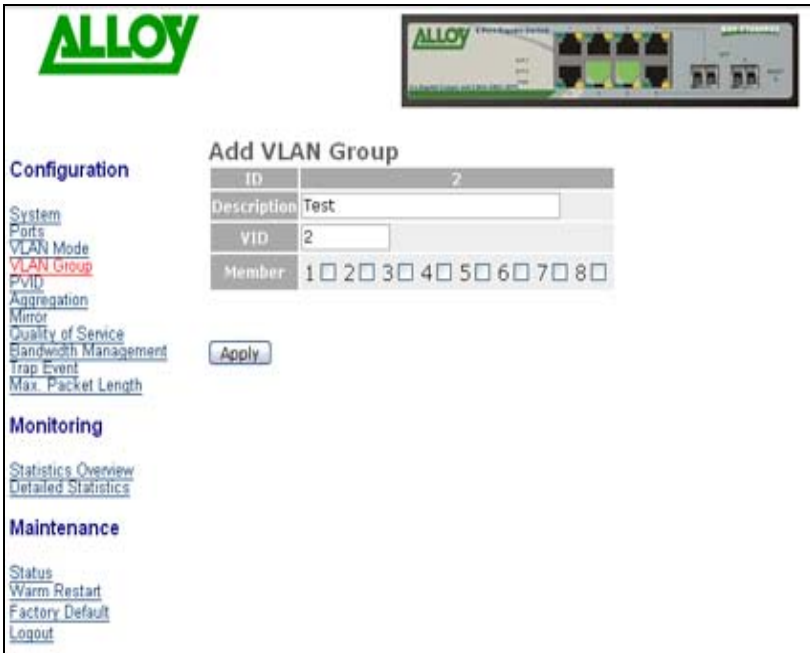 ALLOY
ALLOY
Configuration
System
Ports
VLAN Mode
VLAN Group
PVID
Aggregation
Mirror
Quality of Service
Bandwidth Management
Trap Event
Max. Packet Length
Monitoring
Statistics Overview
Detailed Statistics
Maintenance
Status
Warm Restart
Factory Default
Logout
Add VLAN Group
ID 2
Description Test
VID 2
Member 1 2 3 4 5 6 7 8
Apply